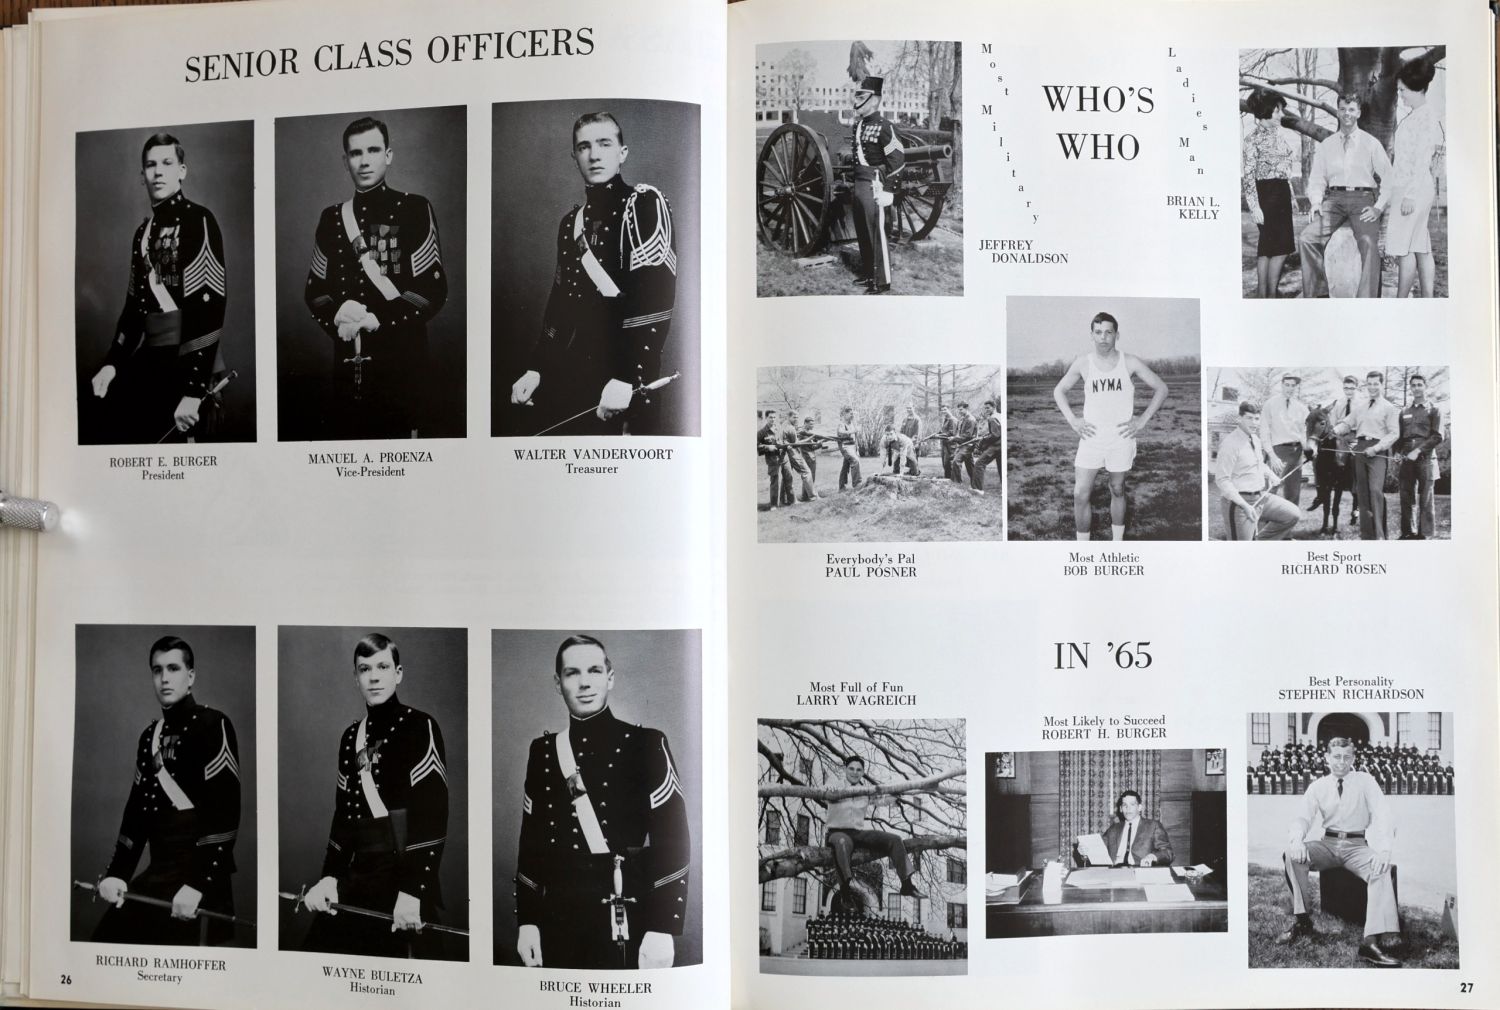 SENIOR CLASS OFFICERS
ROBERT E. BURGER
President
MANUEL A. PROENZA
Vice-President
WALTER VANDERVOORT
Treasurer
RICHARD RAMHOFFER
Secretary
WAYNE BULETZA
Historian
BRUCE WHEELER
Historian
26
Most Military
JEFFREY
DONALDSON
WHO'S
WHO
Ladies Man
BRIAN L.
KELLY
NYMA
Everybody's Pal
PAUL POSNER
Most Athletic
BOB BURGER
Best Sport
RICHARD ROSEN
IN '65
Most Full of Fun
LARRY WAGREICH
Most Likely to Succeed
ROBERT H. BURGER
Best Personality
STEPHEN RICHARDSON
27